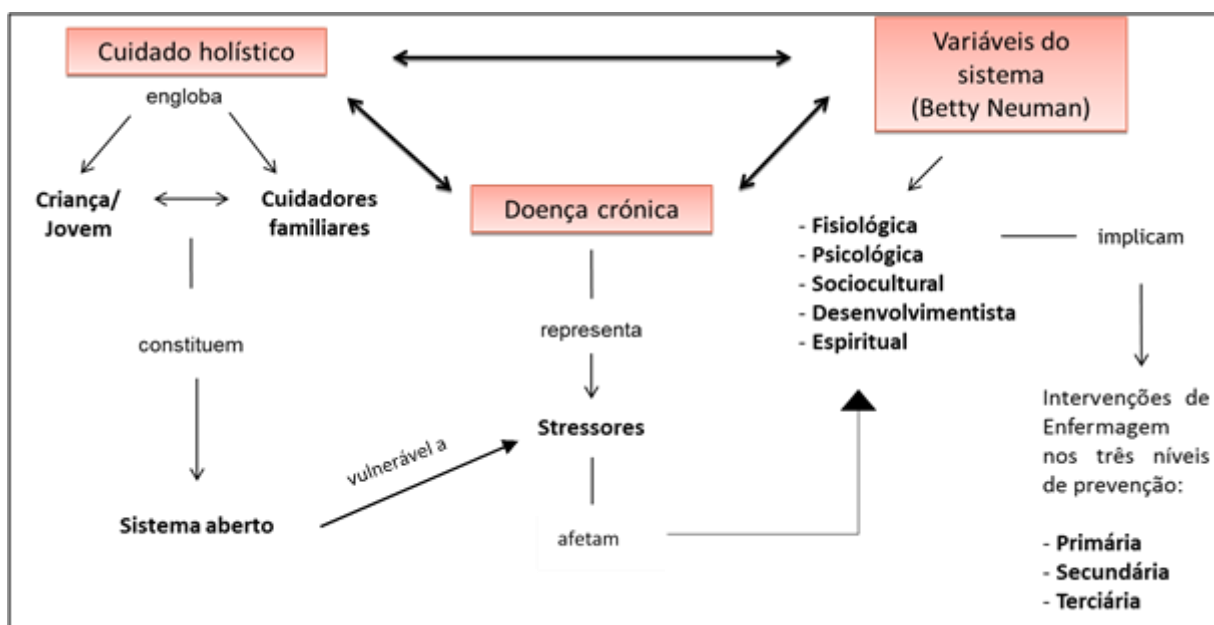 Cuidado holístico
engloba
Criança/
Jovem
Cuidadores
familiares
constituem
Sistema aberto
vulnerável a
Doença crónica
representa
Stressores
afetam
Variáveis do
sistema
(Betty Neuman)
- Fisiológica
- Psicológica
- Sociocultural
- Desenvolvimentista
- Espiritual
implicam
Intervenções de
Enfermagem
nos três níveis
de prevenção:
- Primária
- Secundária
- Terciária